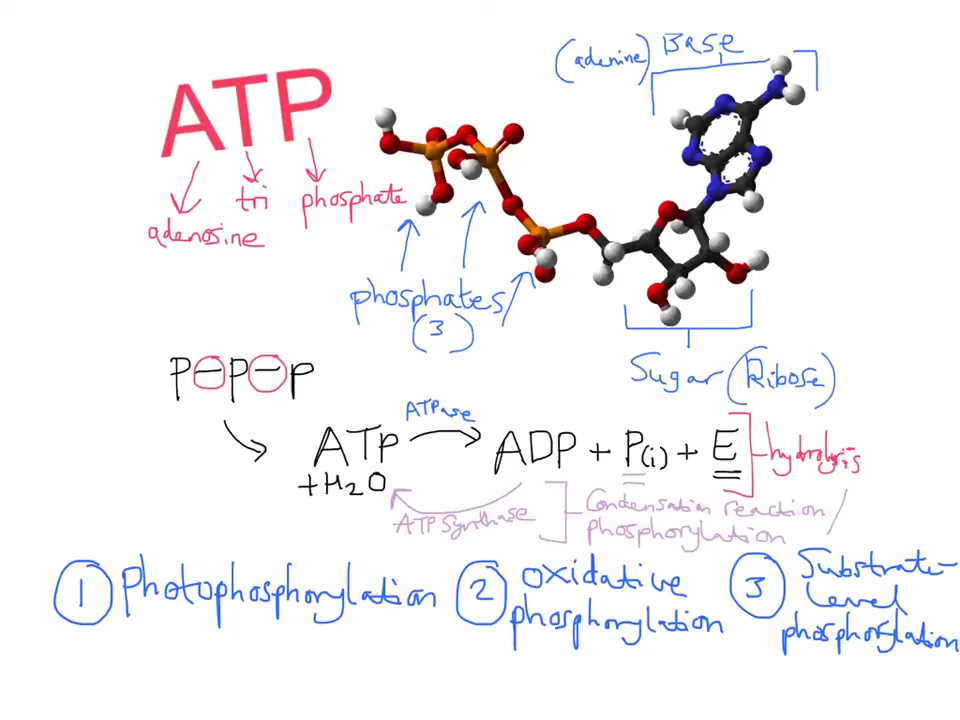 (adenine) Base
ATP
adenosine
tri
phosphate
phosphates
(3)
Sugar (Ribose)
P-P-P
ATP
+H2O
ATPase
ADP + P(i) + E
hydrolysis
ATP Synthase
Condensation reaction /
phosphorylation
1 Photophosphorylation
2 Oxidative
phosphorylation
3 Substrate-
Level
phosphorylation